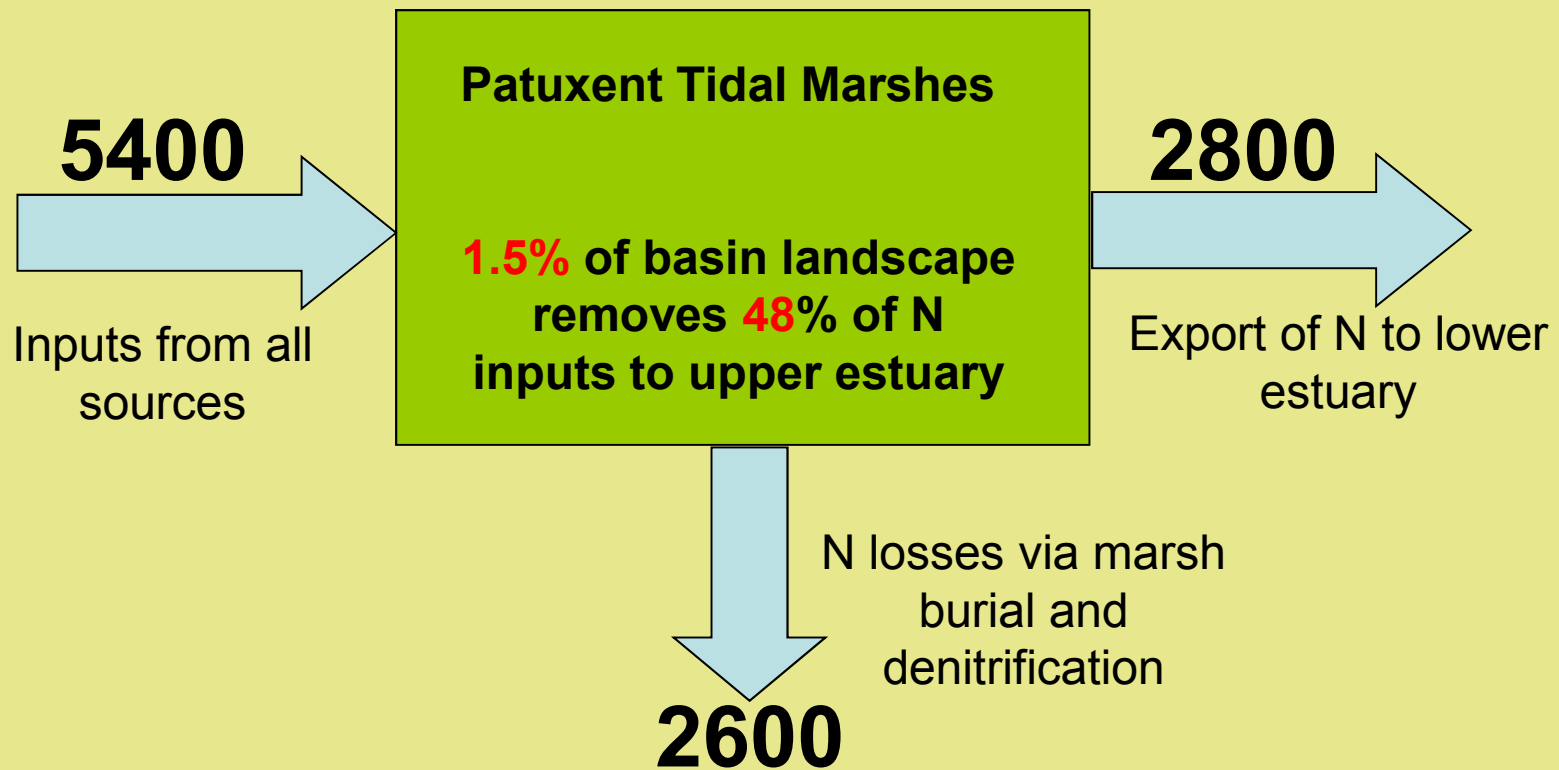 Patuxent Tidal Marshes
5400
2800
1.5% of basin landscape
removes 48% of N
inputs to upper estuary
Inputs from all
sources
Export of N to lower
estuary
N losses via marsh
burial and
denitrification
2600